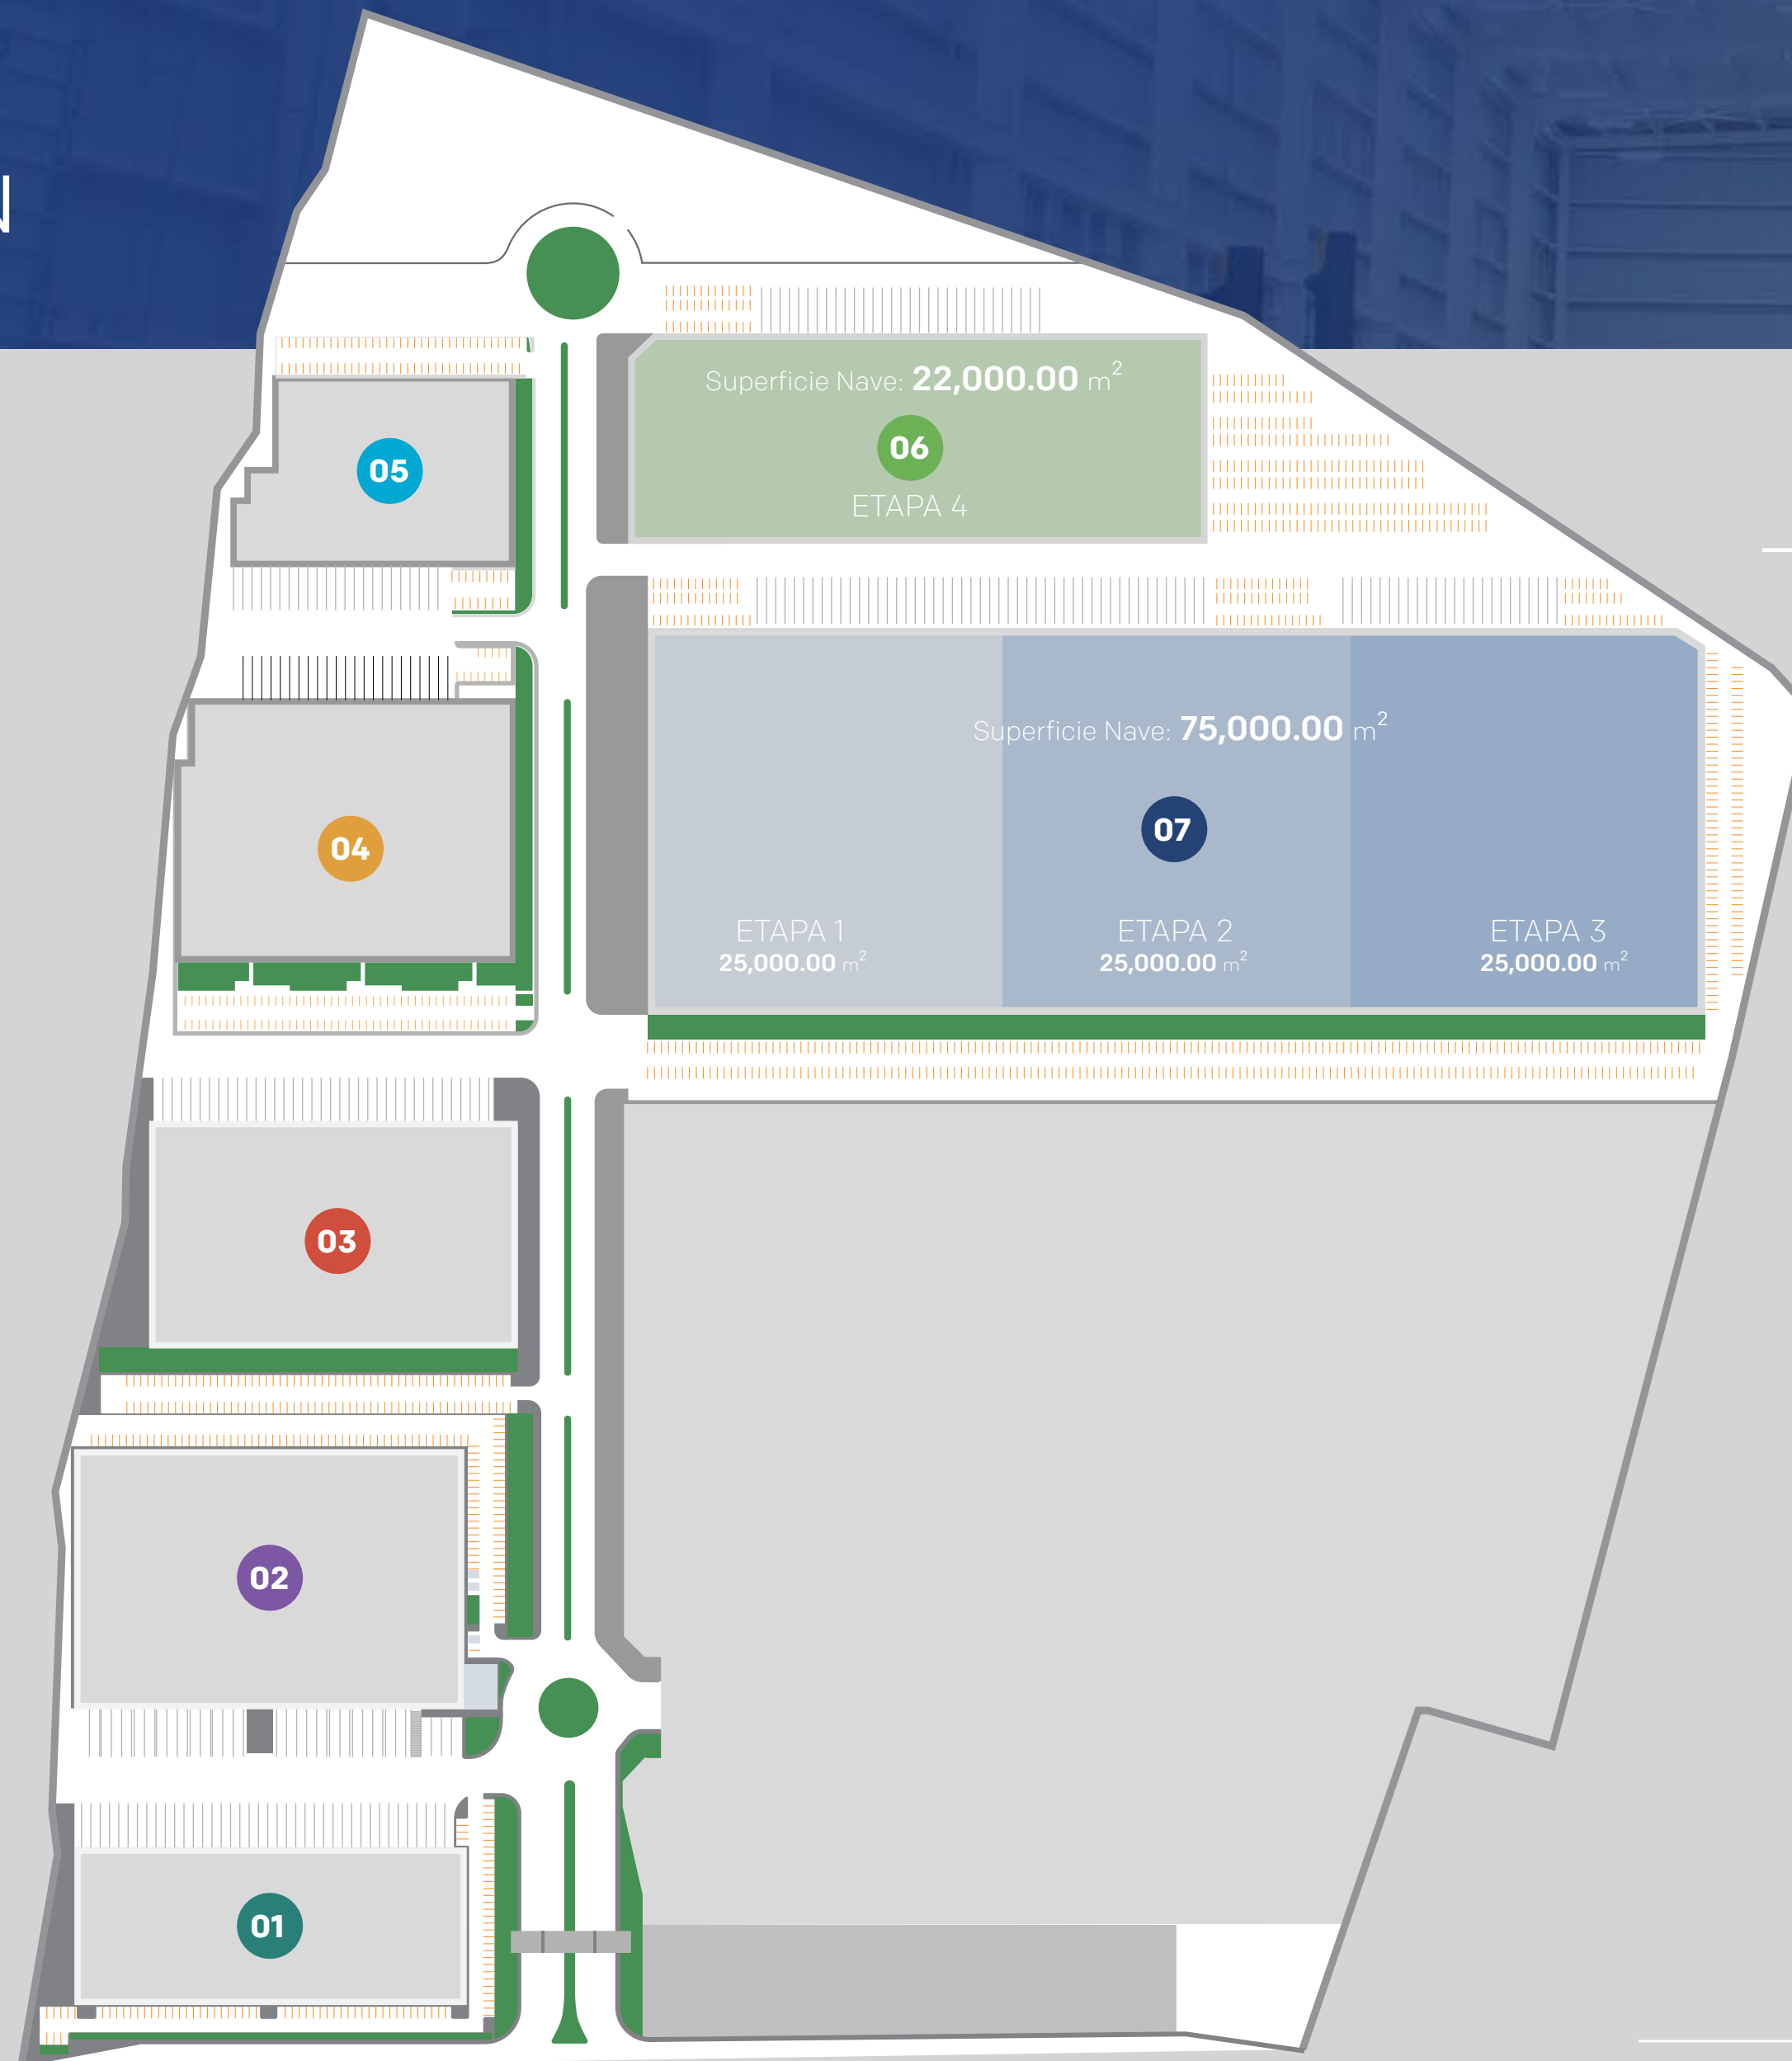 N
Superficie Nave: 22,000.00 m²
06
ETAPA 4
05
Superficie Nave: 75,000.00 m²
07
04
ETAPA 1
25,000.00 m²
ETAPA 2
25,000.00 m²
ETAPA 3
25,000.00 m²
03
02
01